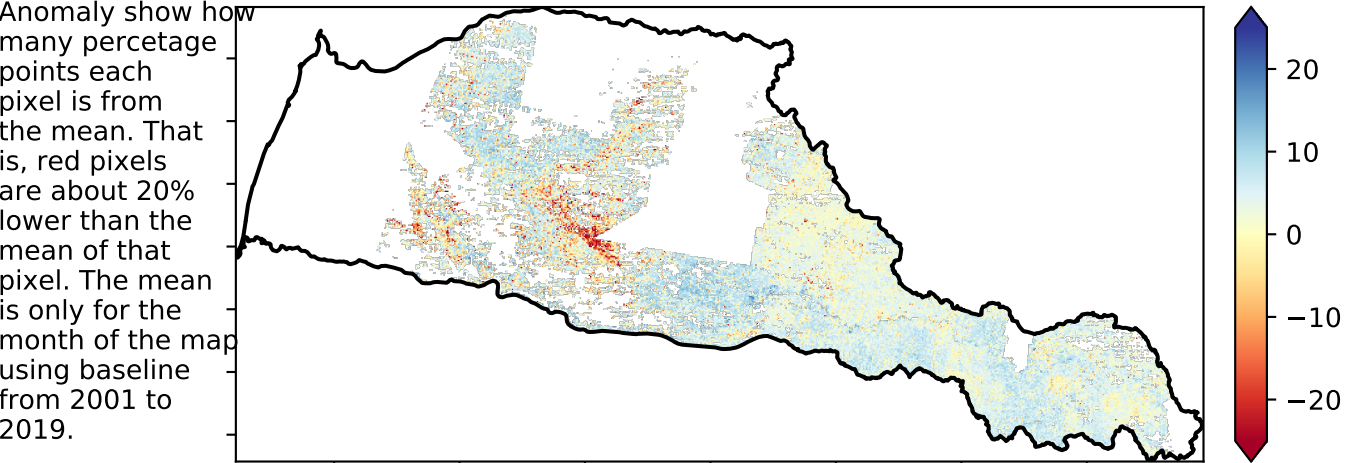 Anomaly show how
many percetage
points each
pixel is from
the mean. That
is, red pixels
are about 20%
lower than the
mean of that
pixel. The mean
is only for the
month of the map
using baseline
from 2001 to
2019.
20
10
0
−10
−20